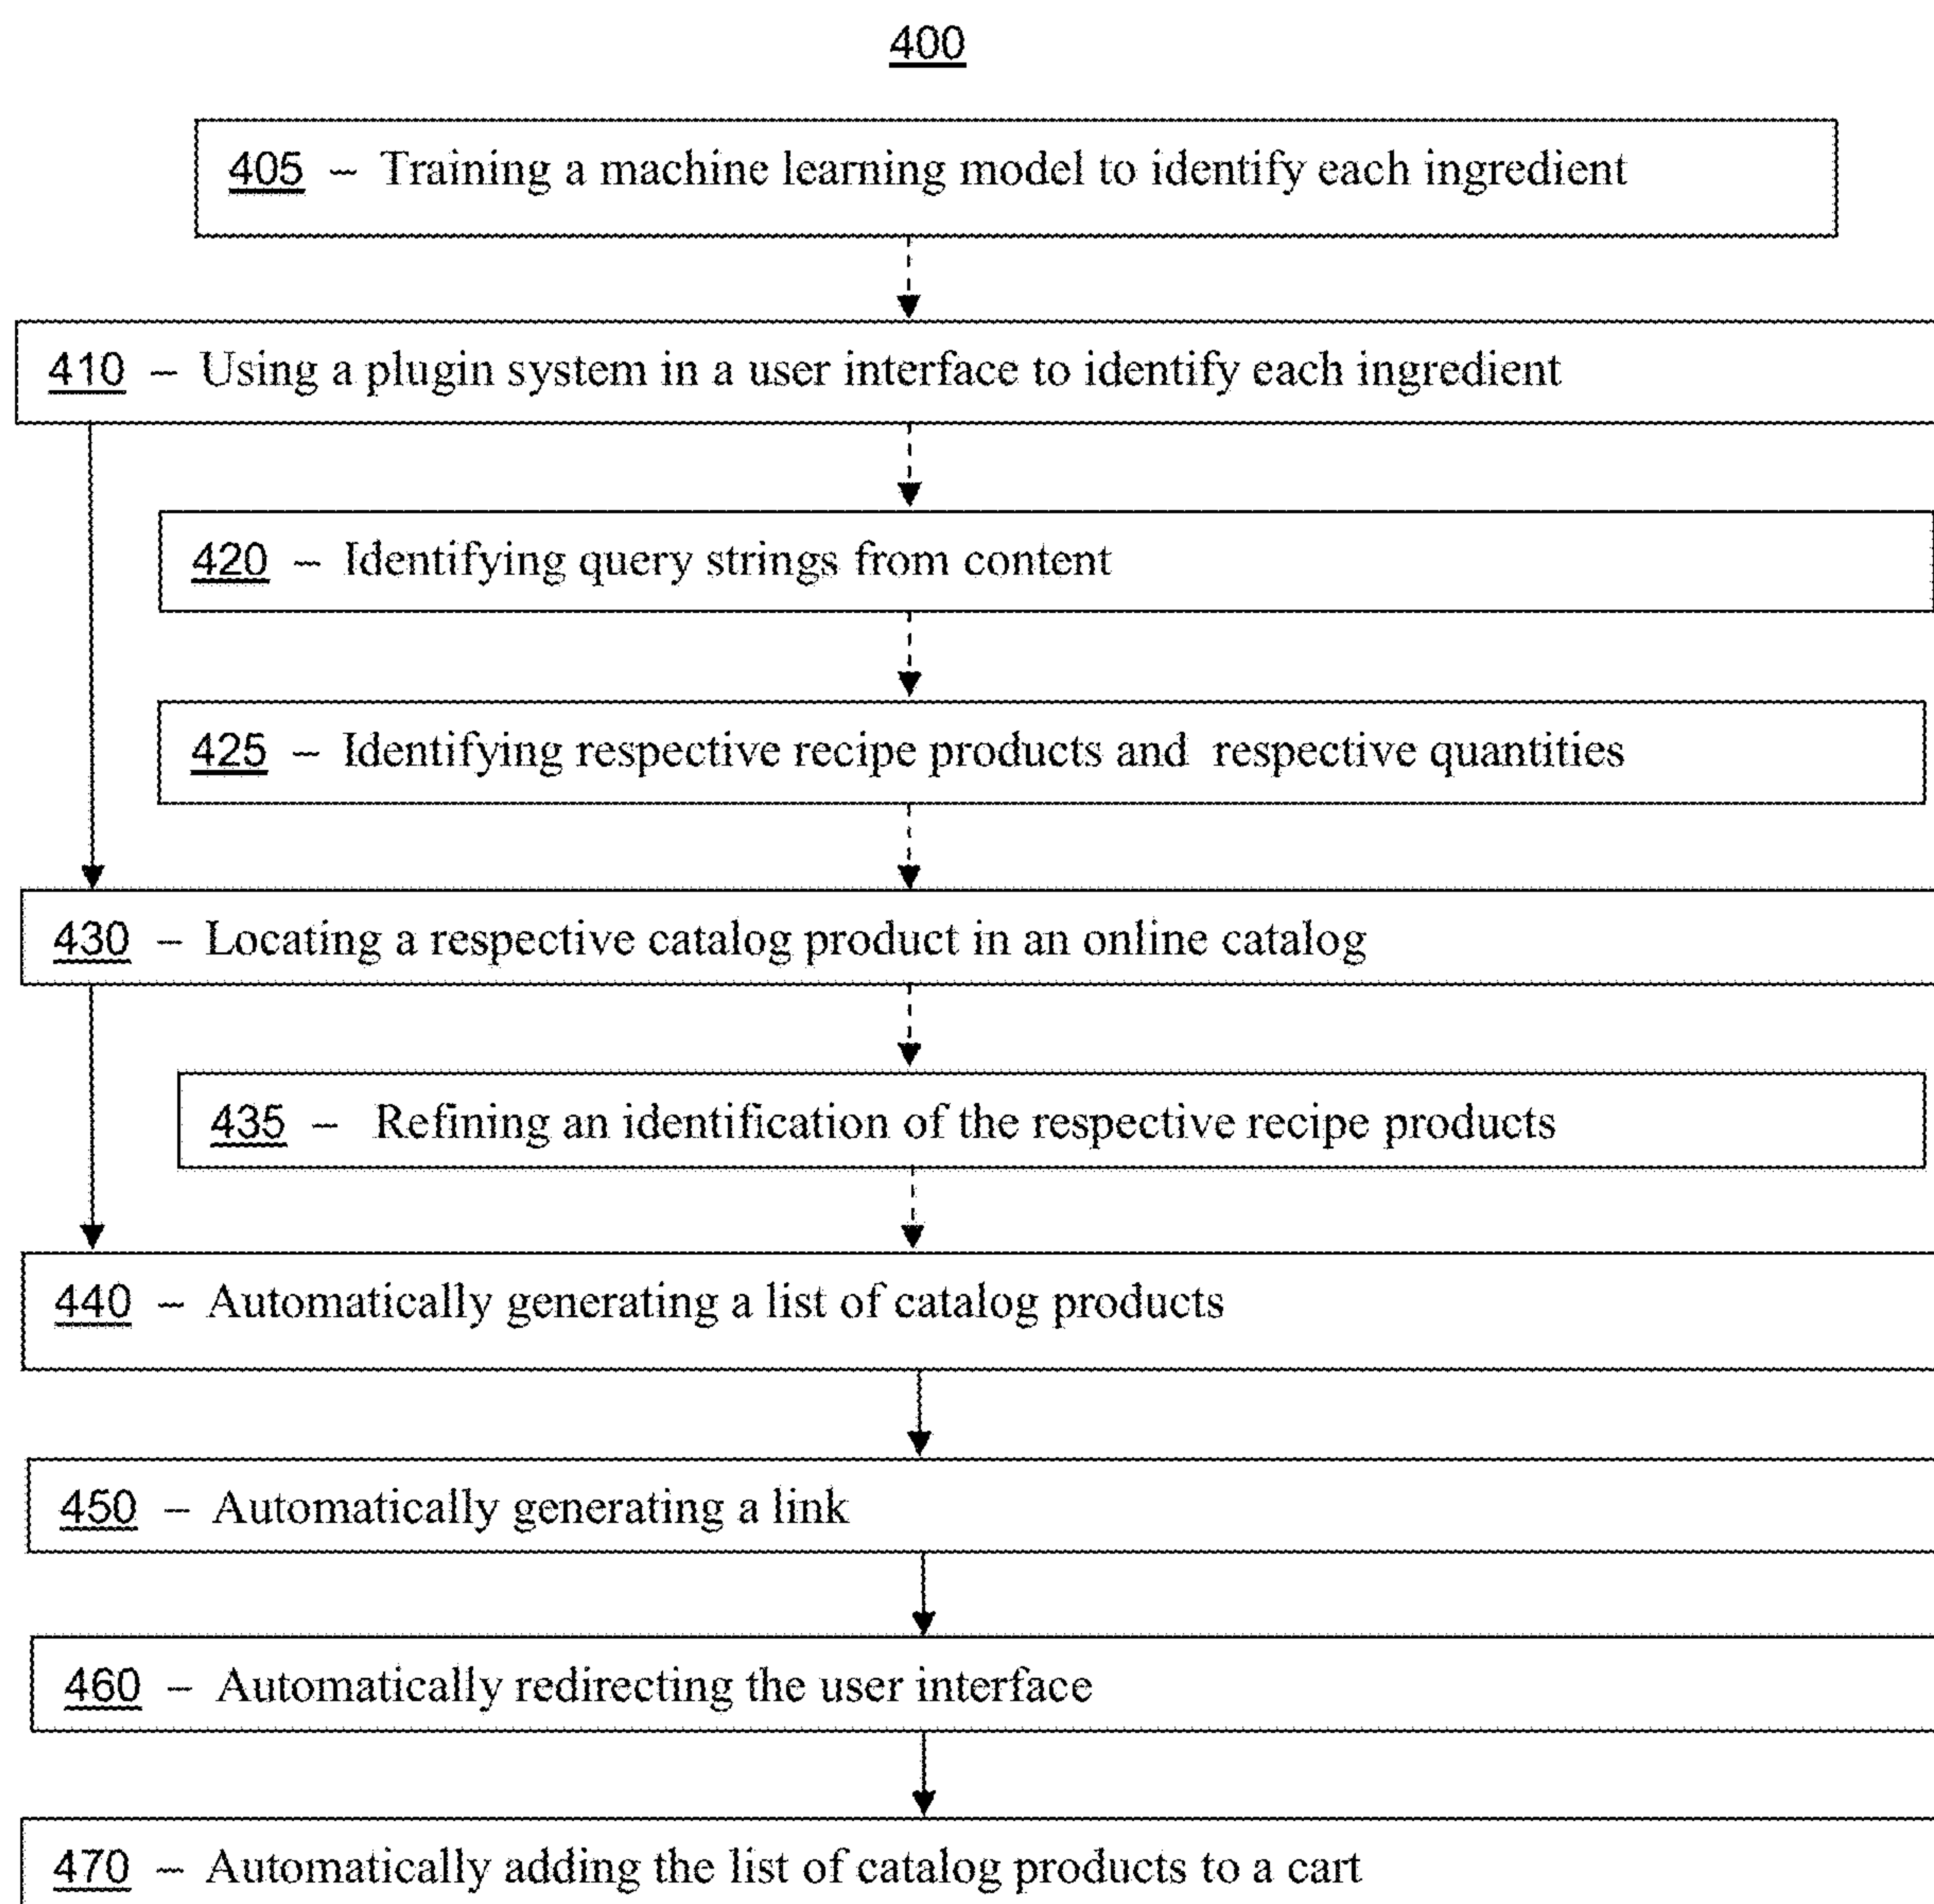 400
405 – Training a machine learning model to identify each ingredient
410 – Using a plugin system in a user interface to identify each ingredient
420 – Identifying query strings from content
425 – Identifying respective recipe products and respective quantities
430 – Locating a respective catalog product in an online catalog
435 – Refining an identification of the respective recipe products
440 – Automatically generating a list of catalog products
450 – Automatically generating a link
460 – Automatically redirecting the user interface
470 – Automatically adding the list of catalog products to a cart